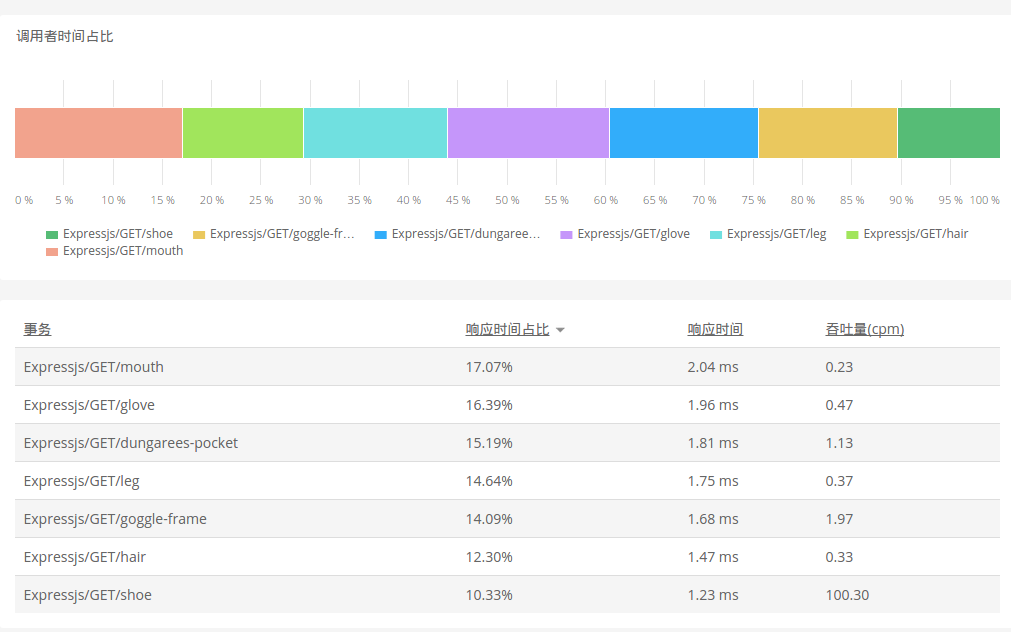 调用者时间占比
0 % 5 % 10 % 15 % 20 % 25 % 30 % 35 % 40 % 45 % 50 % 55 % 60 % 65 % 70 % 75 % 80 % 85 % 90 % 95 % 100 %
Expressjs/GET/shoe Expressjs/GET/goggle-fr... Expressjs/GET/dungaree... Expressjs/GET/glove Expressjs/GET/leg Expressjs/GET/hair
Expressjs/GET/mouth
事务 响应时间占比 响应时间 吞吐量(cpm)
Expressjs/GET/mouth 17.07% 2.04 ms 0.23
Expressjs/GET/glove 16.39% 1.96 ms 0.47
Expressjs/GET/dungarees-pocket 15.19% 1.81 ms 1.13
Expressjs/GET/leg 14.64% 1.75 ms 0.37
Expressjs/GET/goggle-frame 14.09% 1.68 ms 1.97
Expressjs/GET/hair 12.30% 1.47 ms 0.33
Expressjs/GET/shoe 10.33% 1.23 ms 100.30